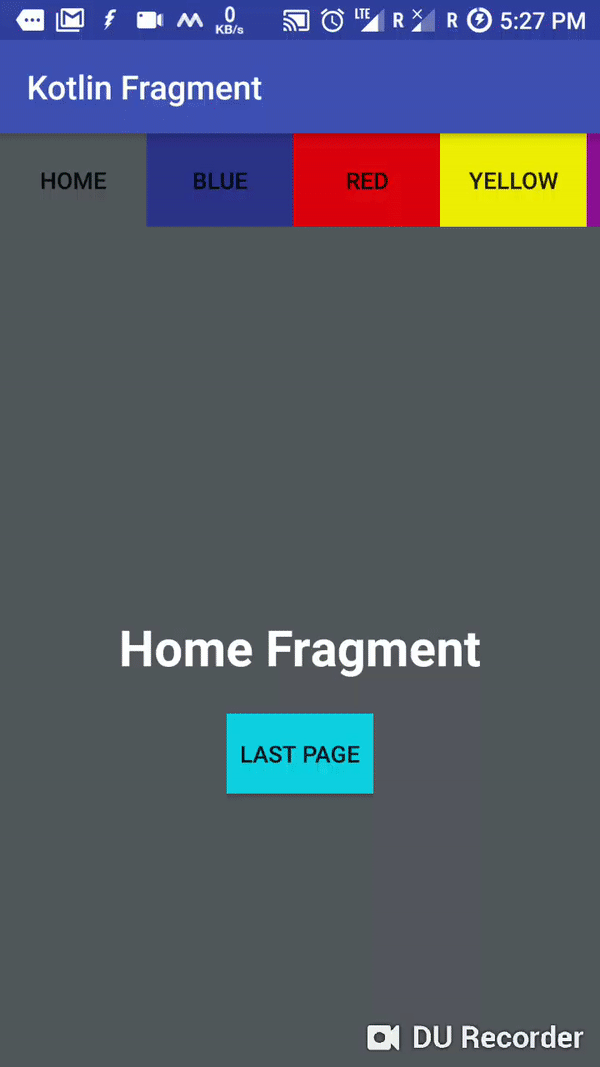 0 KB/s LTE R R 5:27 PM
Kotlin Fragment
HOME BLUE RED YELLOW
Home Fragment
LAST PAGE
DU Recorder